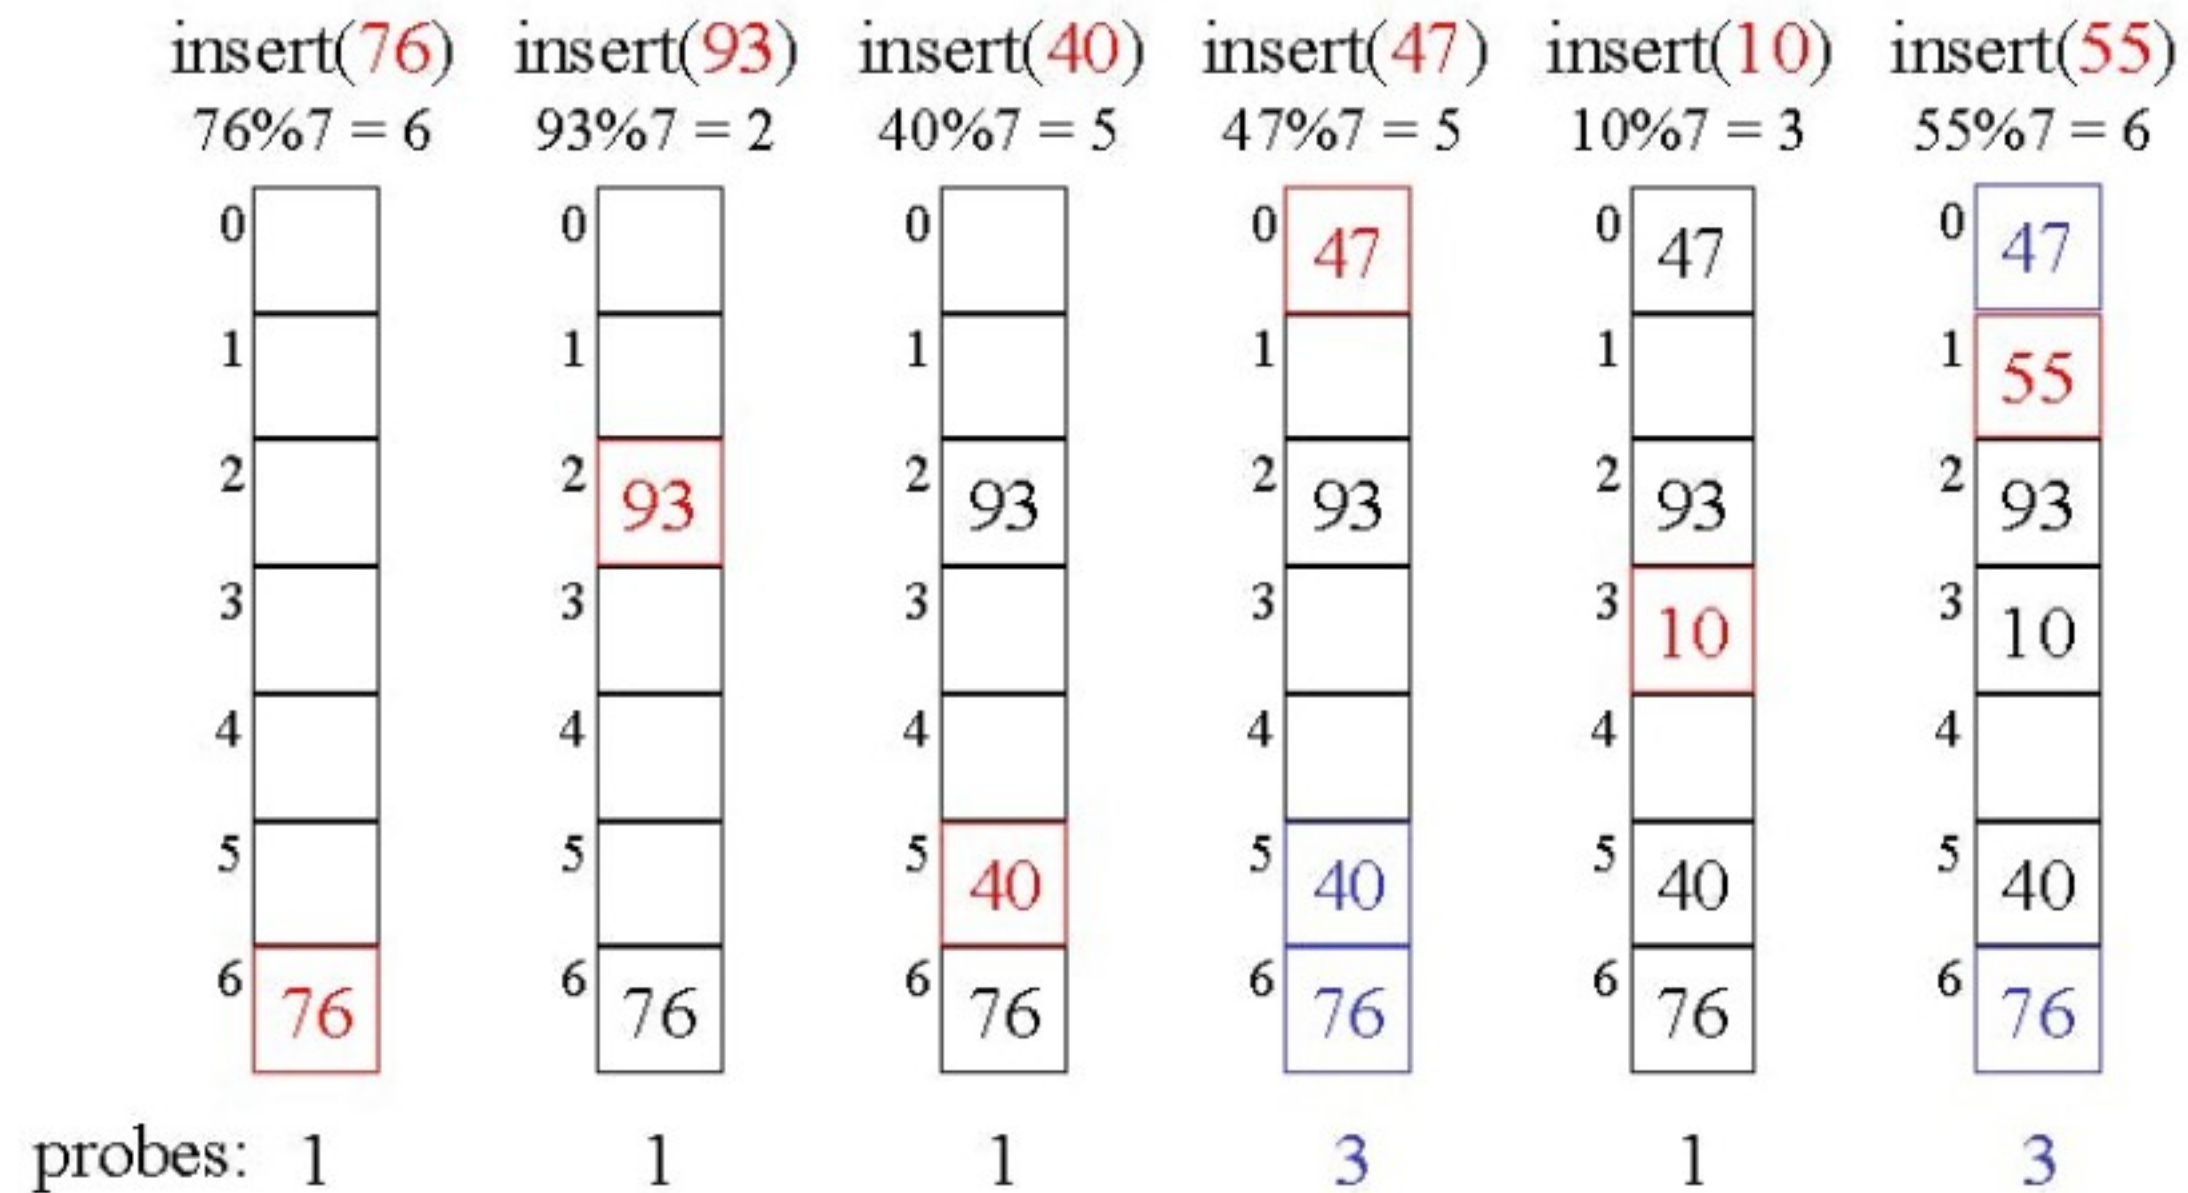 insert(76) insert(93) insert(40) insert(47) insert(10) insert(55)
76%7 = 6 93%7 = 2 40%7 = 5 47%7 = 5 10%7 = 3 55%7 = 6
0 0 0 0 47 0 47 0 47
1 1 1 1 1 1 55
2 2 93 2 93 2 93 2 93 2 93
3 3 3 3 3 10 3 10
4 4 4 4 4 4
5 5 5 40 5 40 5 40 5 40
6 76 6 76 6 76 6 76 6 76 6 76
probes: 1 1 1 3 1 3